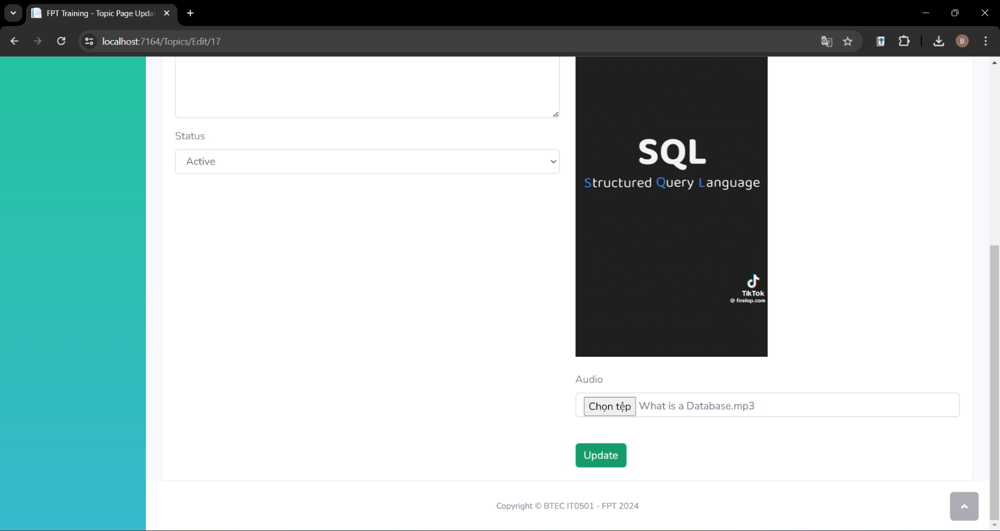 FPT Training - Topic Page Upda
localhost:7164/Topics/Edit/17
B
Status
Active
SQL
Structured Query Language
TikTok
@ firelop.com
Audio
Chọn tệp What is a Database.mp3
Update
Copyright © BTEC IT0501 - FPT 2024